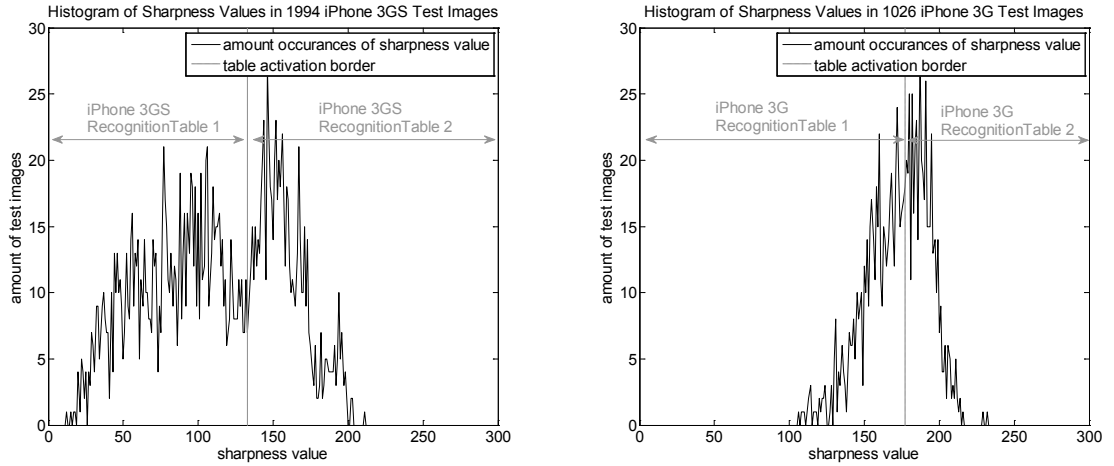 Histogram of Sharpness Values in 1994 iPhone 3GS Test Images
30
25
20
15
10
5
0
amount of test images
amount occurances of sharpness value
table activation border
iPhone 3GS
RecognitionTable 1
iPhone 3GS
RecognitionTable 2
0 50 100 150 200 250 300
sharpness value
Histogram of Sharpness Values in 1026 iPhone 3G Test Images
30
25
20
15
10
5
0
amount of test images
amount occurances of sharpness value
table activation border
iPhone 3G
RecognitionTable 1
iPhone 3G
RecognitionTable 2
0 50 100 150 200 250 300
sharpness value